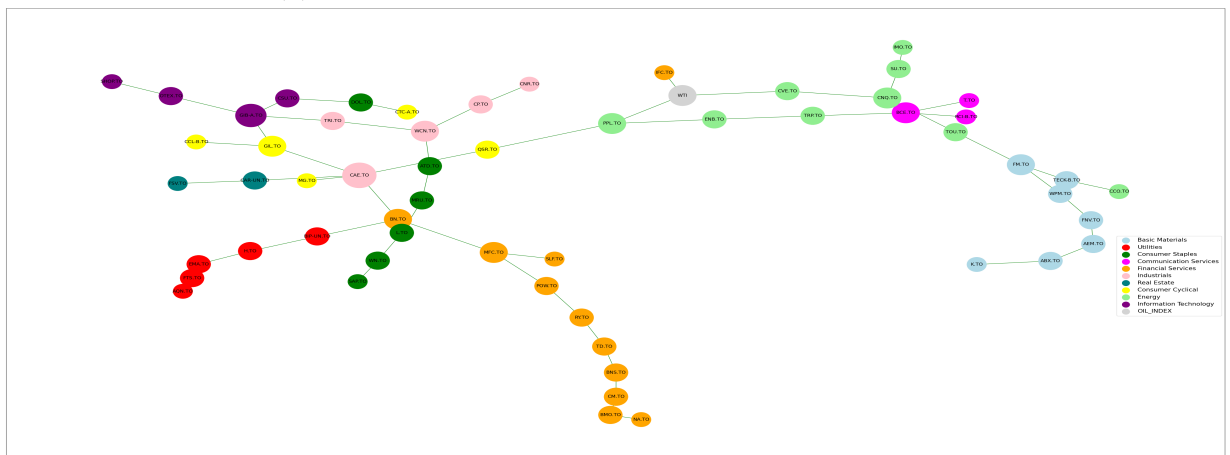 IMO.TO
SU.TO
IFC.TO
CNR.TO
WTI
CVE.TO
CNQ.TO
CTC-A.TO
CP.TO
BCE.TO
ENB.TO
TRP.TO
PPL.TO
TRI.TO
WCN.TO
TOU.TO
CCL-B.TO
GIL.TO
QSR.TO
FM.TO
CAE.TO
MG.TO
TECK-B.TO
WPM.TO
CCO.TO
BN.TO
FNV.TO
AEM.TO
MFC.TO
SLF.TO
ABX.TO
K.TO
WN.TO
POW.TO
RY.TO
TD.TO
BNS.TO
CM.TO
BMO.TO
NA.TO
Basic Materials
Utilities
Consumer Staples
Communication Services
Financial Services
Industrials
Real Estate
Consumer Cyclical
Energy
Information Technology
OIL_INDEX